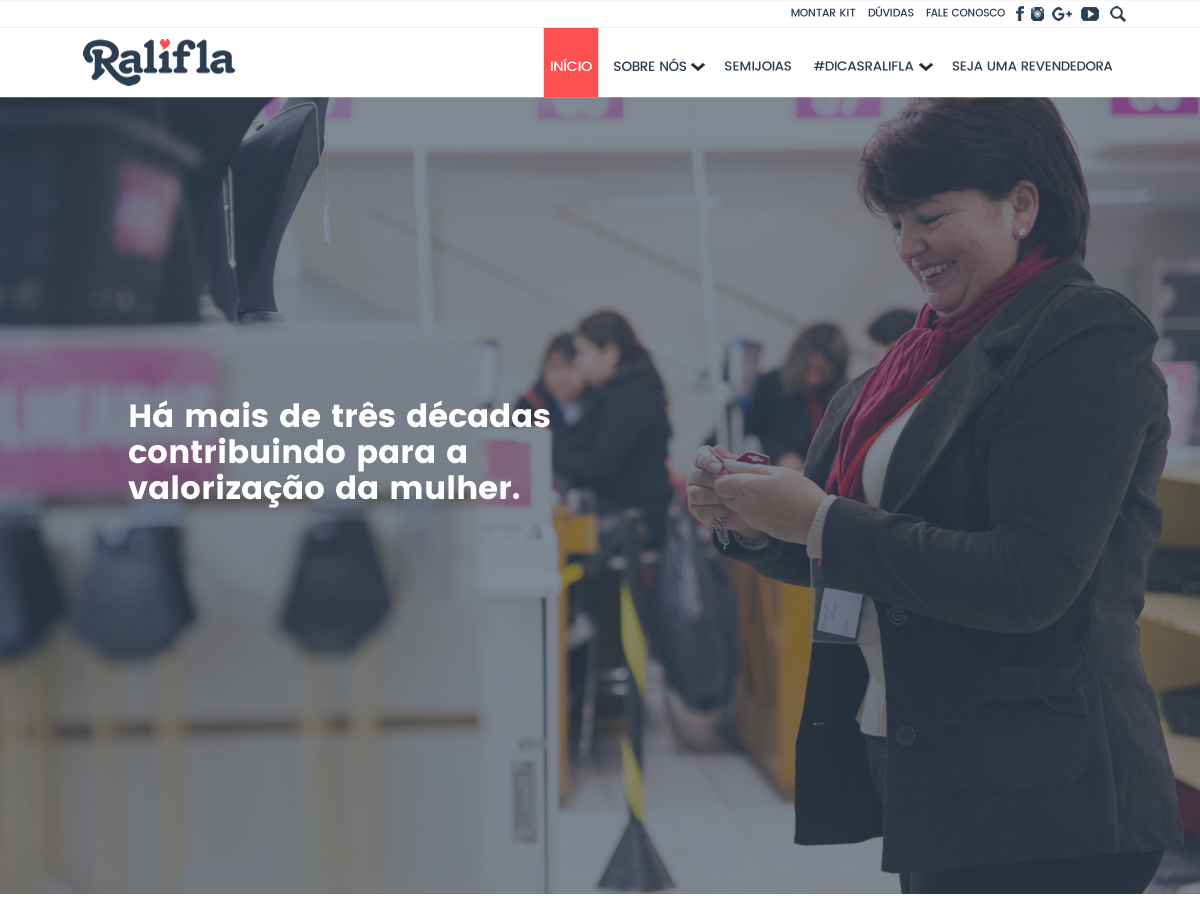 MONTAR KIT DÚVIDAS FALE CONOSCO
Ralifla
INÍCIO SOBRE NÓS SEMIJOIAS #DICASRALIFLA SEJA UMA REVENDEDORA
Há mais de três décadas
contribuindo para a
valorização da mulher.